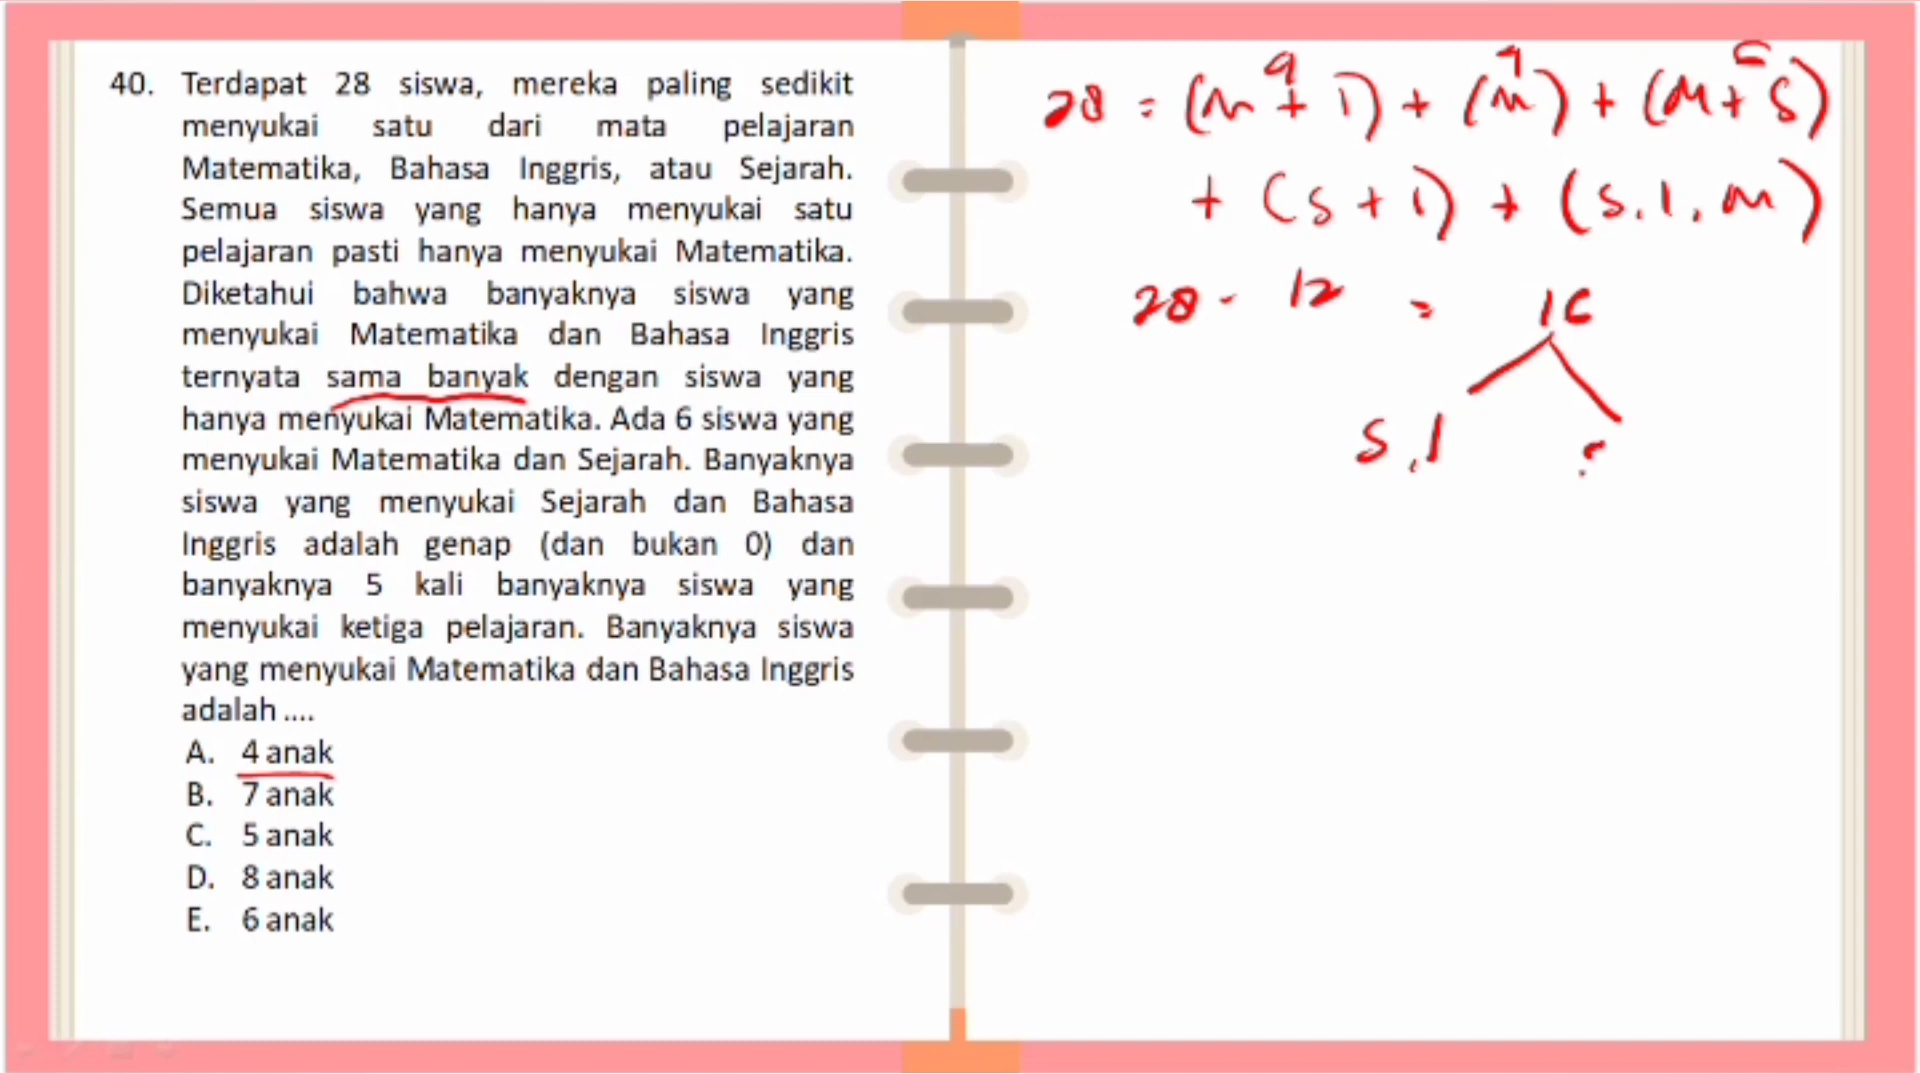 40. Terdapat 28 siswa, mereka paling sedikit
menyukai satu dari mata pelajaran
Matematika, Bahasa Inggris, atau Sejarah.
Semua siswa yang hanya menyukai satu
pelajaran pasti hanya menyukai Matematika.
Diketahui bahwa banyaknya siswa yang
menyukai Matematika dan Bahasa Inggris
ternyata sama banyak dengan siswa yang
hanya menyukai Matematika. Ada 6 siswa yang
menyukai Matematika dan Sejarah. Banyaknya
siswa yang menyukai Sejarah dan Bahasa
Inggris adalah genap (dan bukan 0) dan
banyaknya 5 kali banyaknya siswa yang
menyukai ketiga pelajaran. Banyaknya siswa
yang menyukai Matematika dan Bahasa Inggris
adalah ....
A. 4 anak
B. 7 anak
C. 5 anak
D. 8 anak
E. 6 anak
28 = (M + I) + (M) + (M + S)
+ (S + I) + (S, I, M)
28 - 12 = 16
S, I ?